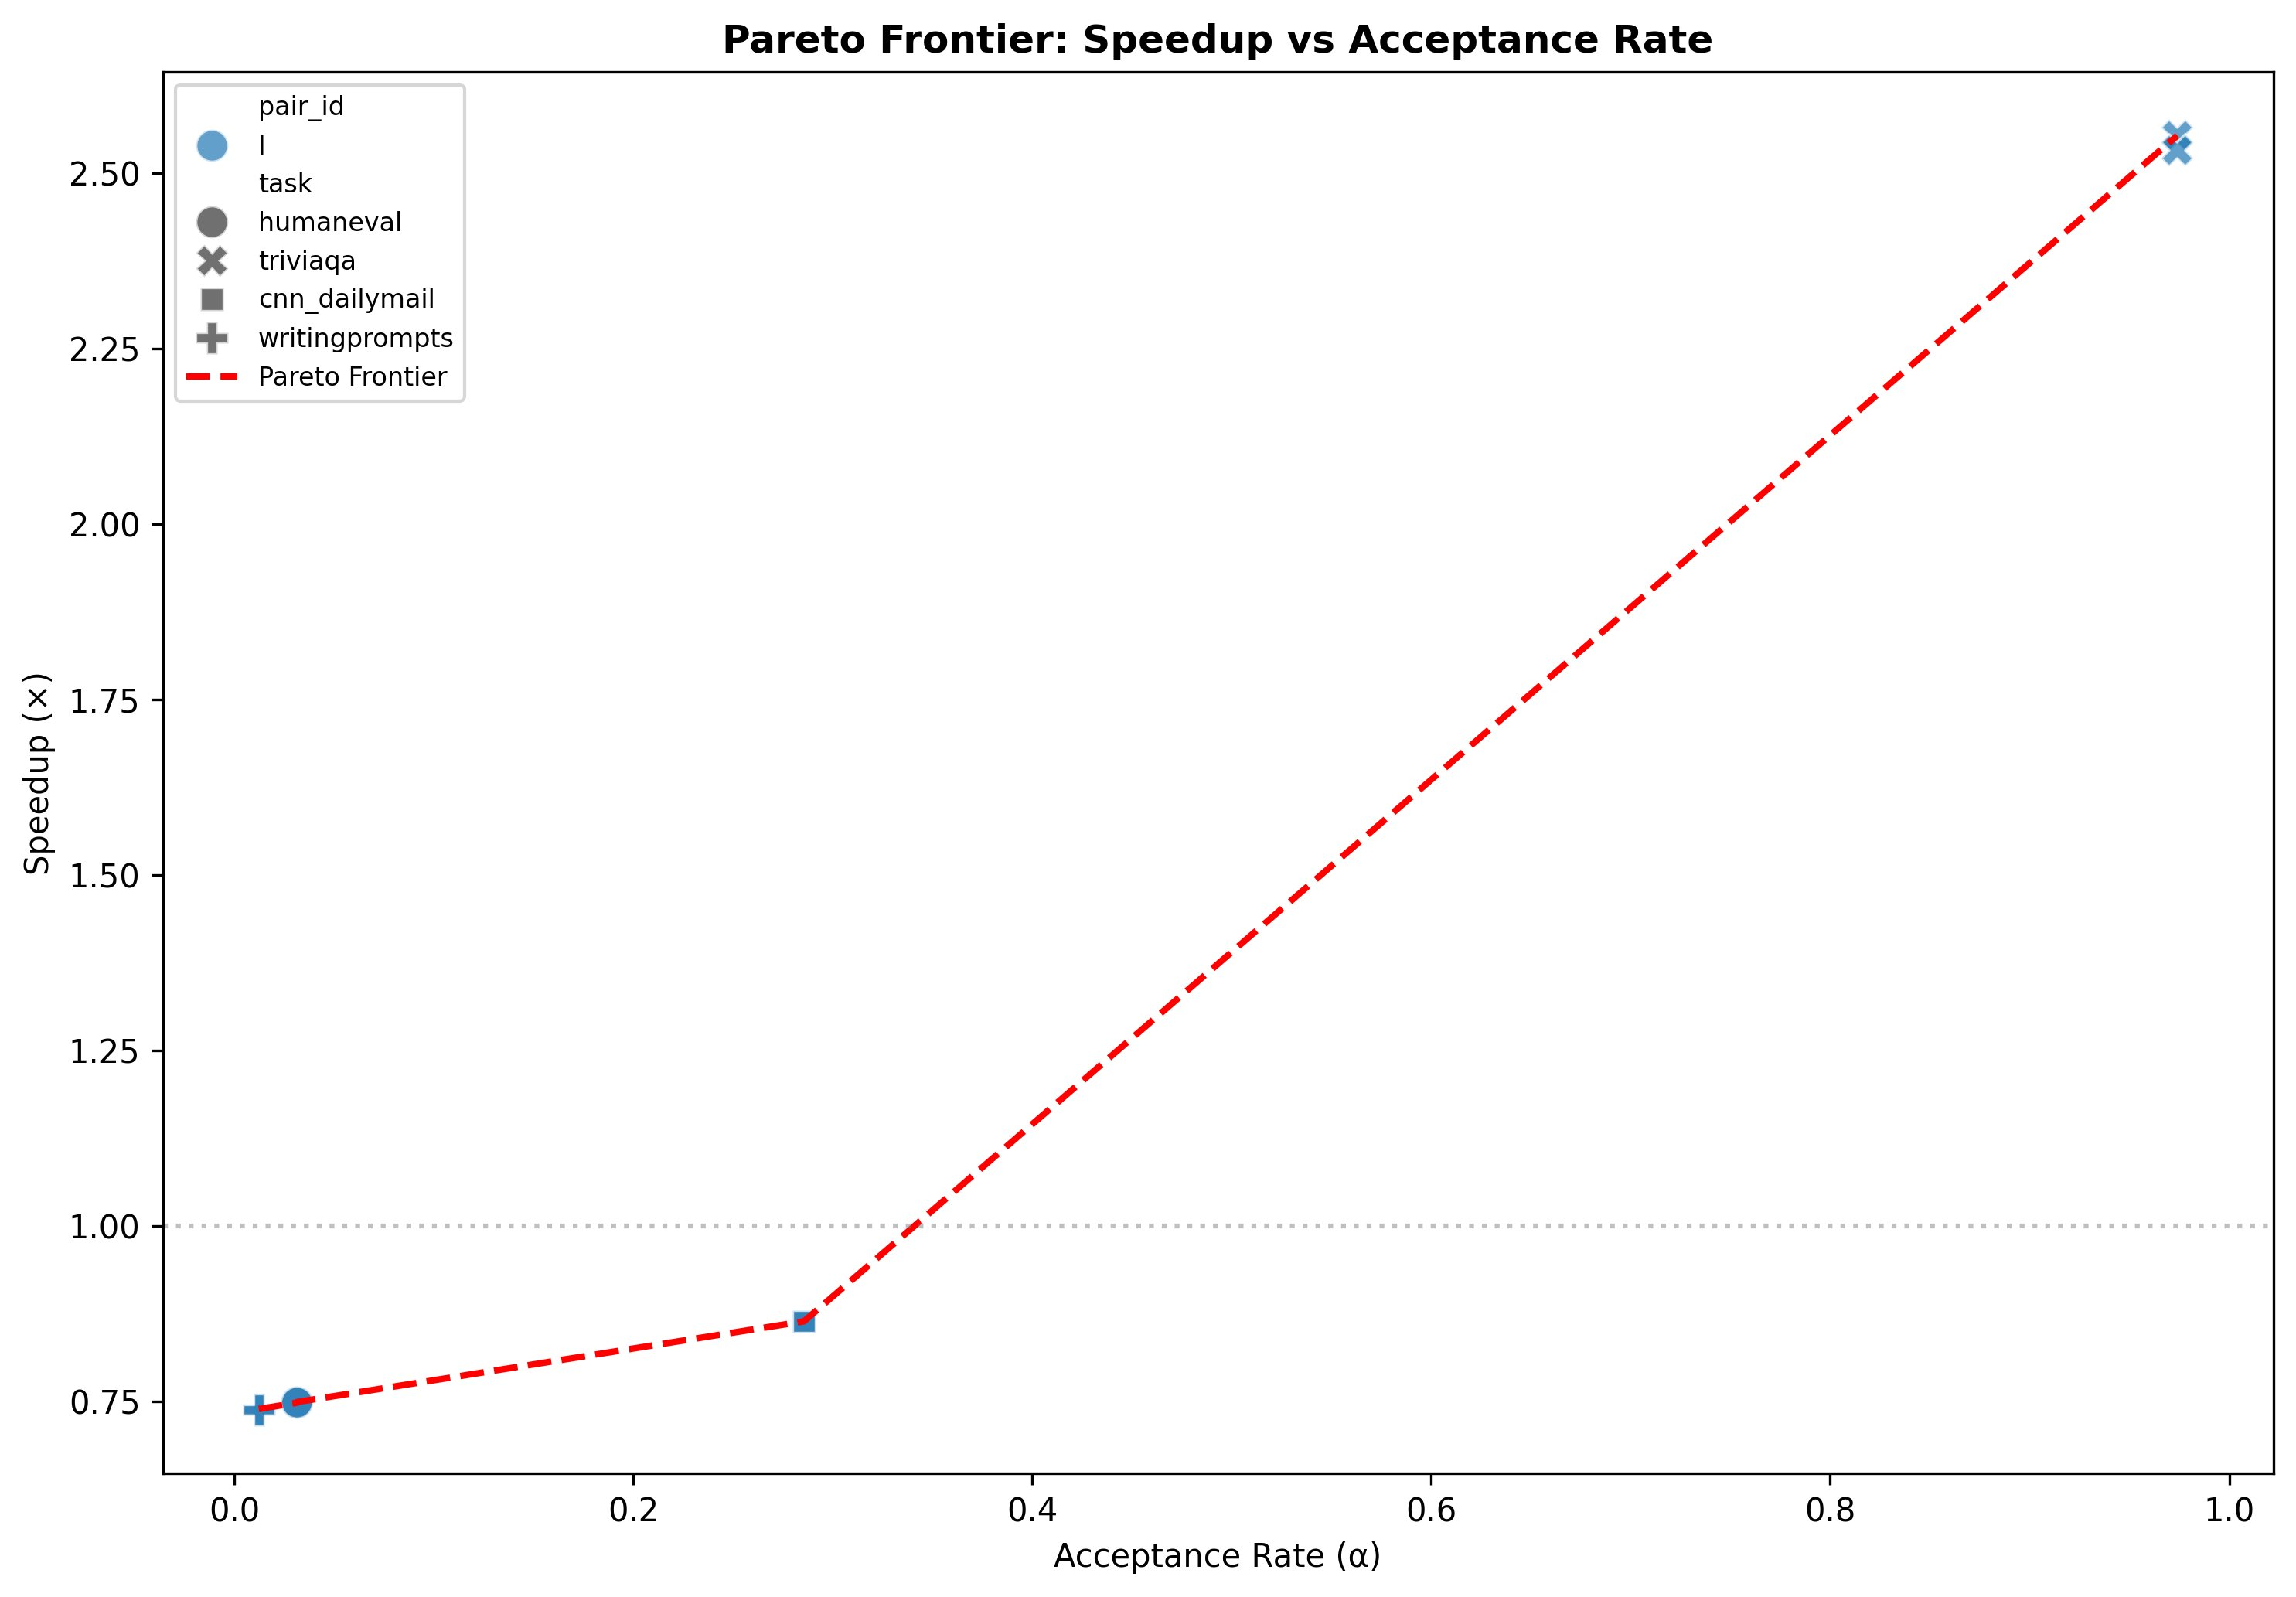 Pareto Frontier: Speedup vs Acceptance Rate
pair_id
I
task
humaneval
triviaqa
cnn_dailymail
writingprompts
Pareto Frontier
2.50
2.25
2.00
1.75
1.50
1.25
1.00
0.75
Speedup (×)
0.0 0.2 0.4 0.6 0.8 1.0
Acceptance Rate (α)